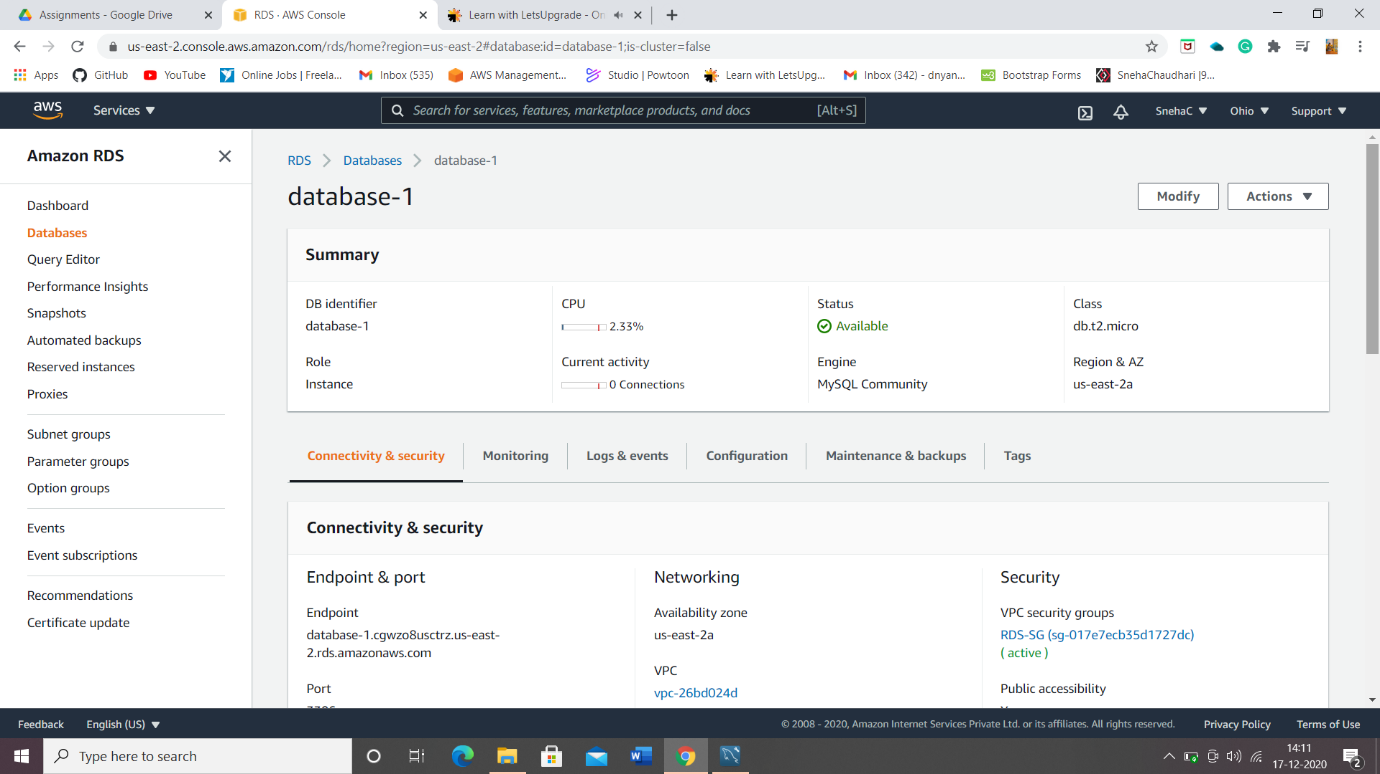 Assignments - Google Drive
RDS · AWS Console
Learn with LetsUpgrade - On
us-east-2.console.aws.amazon.com/rds/home?region=us-east-2#database:id=database-1;is-cluster=false
Apps
GitHub
YouTube
Online Jobs | Freela...
Inbox (535)
AWS Management...
Studio | Powtoon
Learn with LetsUpg...
Inbox (342) - dnyan...
Bootstrap Forms
SnehaChaudhari |9...
aws
Services
Search for services, features, marketplace products, and docs
[Alt+S]
SnehaC
Ohio
Support
Amazon RDS
Dashboard
Databases
Query Editor
Performance Insights
Snapshots
Automated backups
Reserved instances
Proxies
Subnet groups
Parameter groups
Option groups
Events
Event subscriptions
Recommendations
Certificate update
RDS
Databases
database-1
database-1
Modify
Actions
Summary
DB identifier
database-1
CPU
2.33%
Status
Available
Class
db.t2.micro
Role
Instance
Current activity
0 Connections
Engine
MySQL Community
Region & AZ
us-east-2a
Connectivity & security
Monitoring
Logs & events
Configuration
Maintenance & backups
Tags
Connectivity & security
Endpoint & port
Endpoint
database-1.cgwzo8usctrz.us-east-
2.rds.amazonaws.com
Port
Networking
Availability zone
us-east-2a
VPC
vpc-26bd024d
Security
VPC security groups
RDS-SG (sg-017e7ecb35d1727dc)
( active )
Public accessibility
Feedback
English (US)
© 2008 - 2020, Amazon Internet Services Private Ltd. or its affiliates. All rights reserved.
Privacy Policy
Terms of Use
Type here to search
14:11
17-12-2020
2